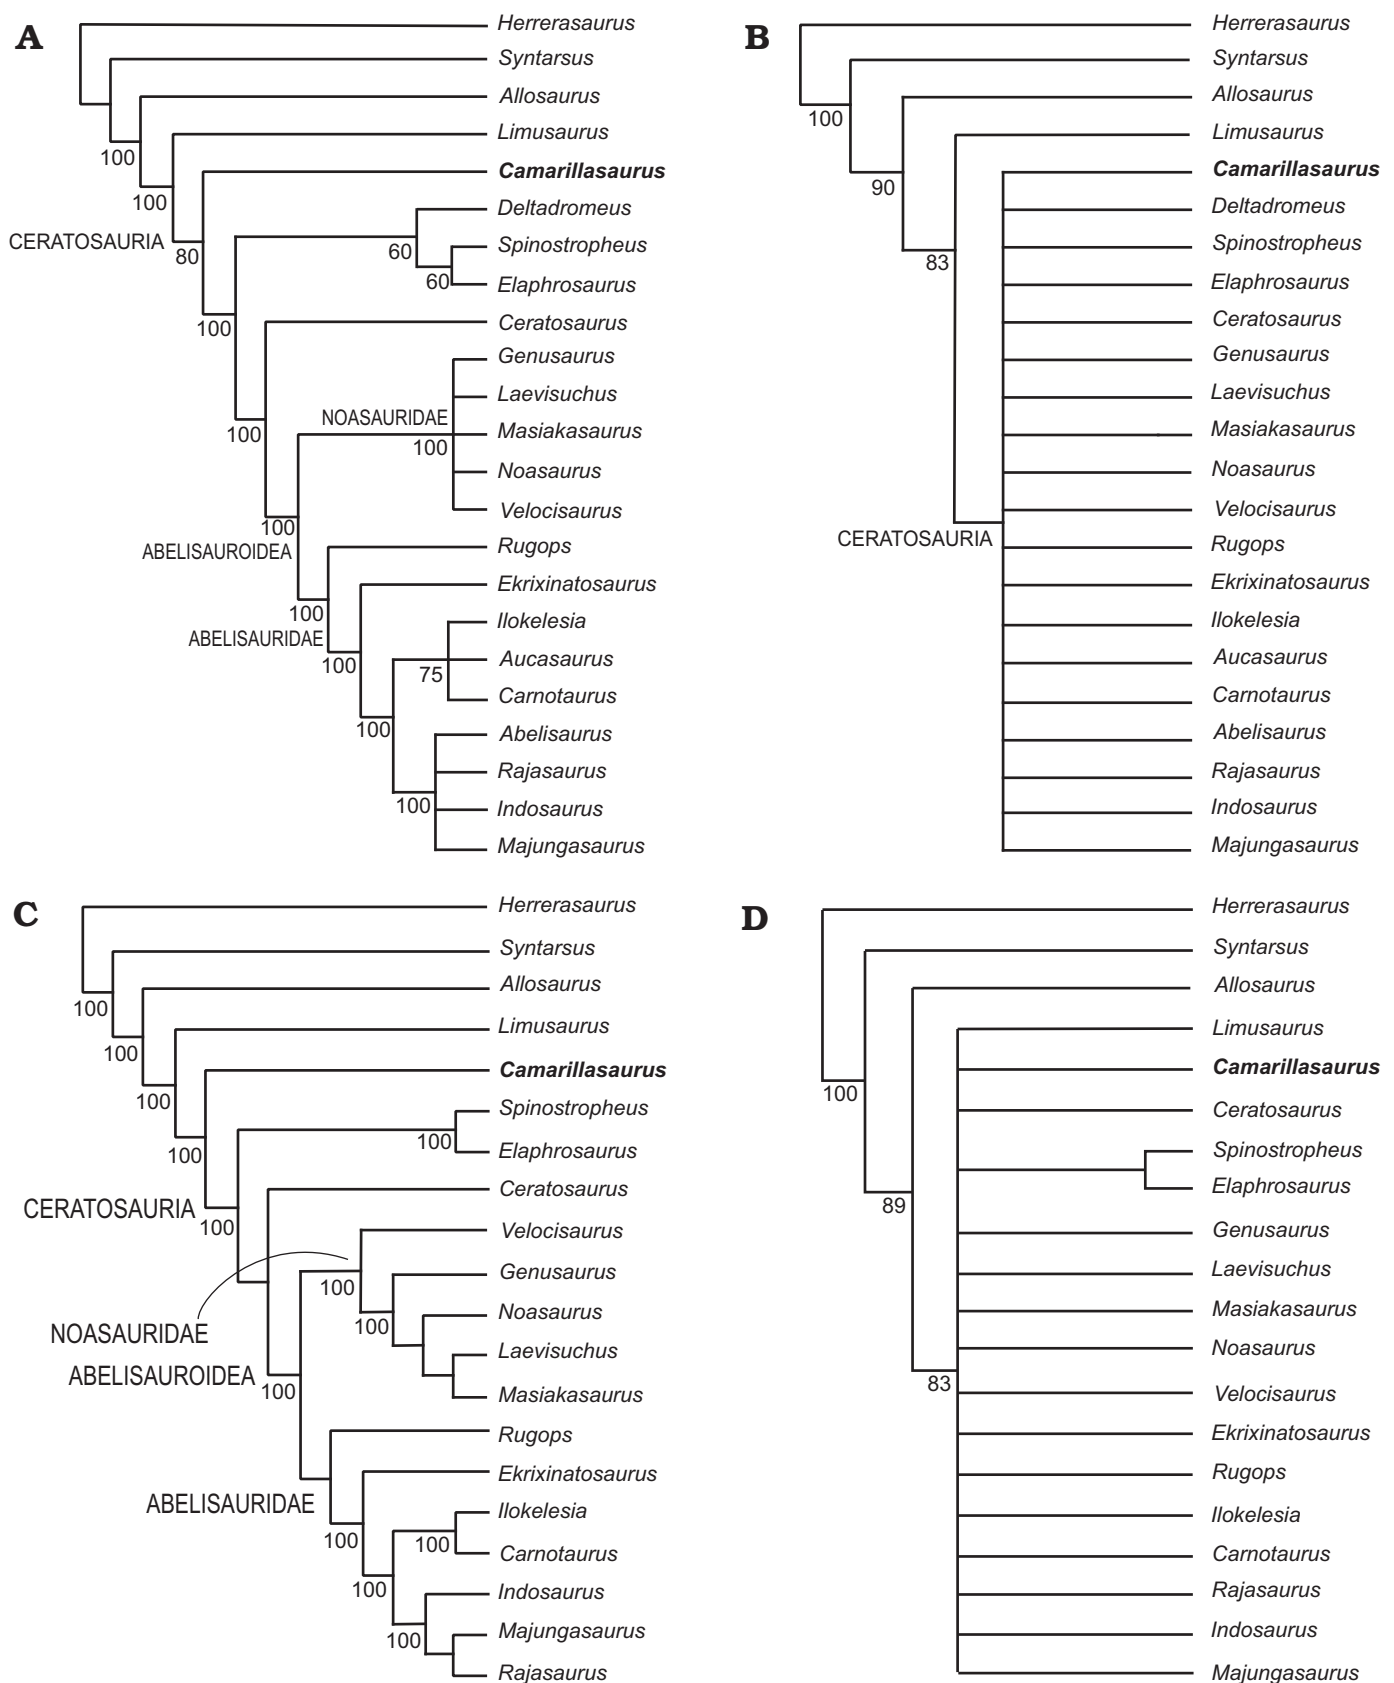 A
Herrerasaurus
Syntarsus
Allosaurus
Limusaurus
100
Camarillasaurus
100
Deltadromeus
CERATOSAURIA
80
60
Spinostropheus
60
Elaphrosaurus
100
Ceratosaurus
Genusaurus
Laevisuchus
NOASAURIDAE
100
Masiakasaurus
100
Noasaurus
Velocisaurus
100
ABELISAUROIDEA
Rugops
Ekrixinatosaurus
100
ABELISAURIDAE
Ilokelesia
100
Aucasaurus
75
Carnotaurus
100
Abelisaurus
Rajasaurus
100
Indosaurus
Majungasaurus
B
Herrerasaurus
Syntarsus
Allosaurus
100
Limusaurus
Camarillasaurus
90
Deltadromeus
Spinostropheus
83
Elaphrosaurus
Ceratosaurus
Genusaurus
Laevisuchus
Masiakasaurus
Noasaurus
Velocisaurus
CERATOSAURIA
Rugops
Ekrixinatosaurus
Ilokelesia
Aucasaurus
Carnotaurus
Abelisaurus
Rajasaurus
Indosaurus
Majungasaurus
C
Herrerasaurus
Syntarsus
Allosaurus
100
Limusaurus
100
Camarillasaurus
100
Spinostropheus
100
Elaphrosaurus
100
Ceratosaurus
CERATOSAURIA
100
Velocisaurus
Genusaurus
100
Noasaurus
100
NOASAURIDAE
Laevisuchus
ABELISAUROIDEA
100
Masiakasaurus
Rugops
Ekrixinatosaurus
ABELISAURIDAE
Ilokelesia
100
100
Carnotaurus
100
Indosaurus
Majungasaurus
100
Rajasaurus
D
Herrerasaurus
Syntarsus
Allosaurus
Limusaurus
Camarillasaurus
100
Ceratosaurus
Spinostropheus
Elaphrosaurus
89
Genusaurus
Laevisuchus
Masiakasaurus
Noasaurus
83
Velocisaurus
Ekrixinatosaurus
Rugops
Ilokelesia
Carnotaurus
Rajasaurus
Indosaurus
Majungasaurus